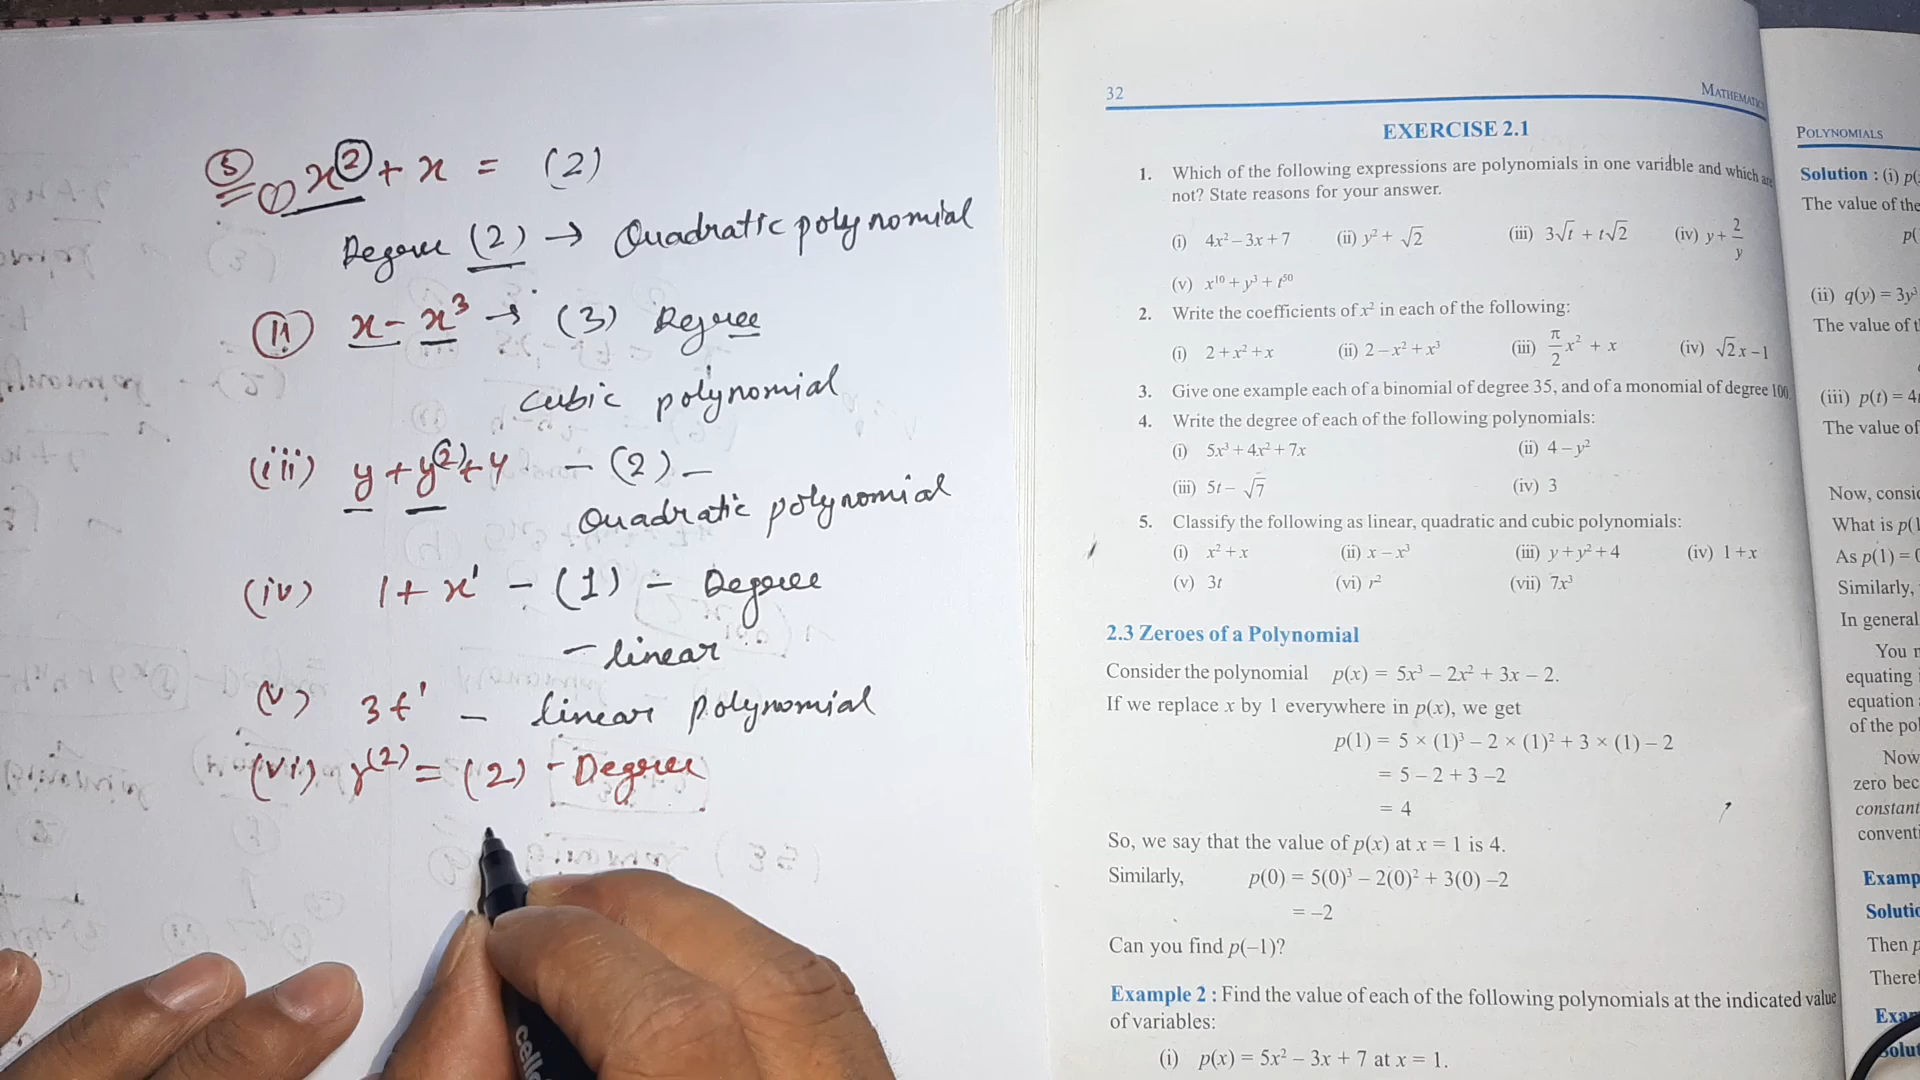 (5) (i) x² + x = (2)
Degree (2) → Quadratic polynomial
(ii) x - x³ → (3) Degree
cubic polynomial
(iii) y + y² + 4 - (2) -
Quadratic polynomial
(iv) 1 + x¹ - (1) - Degree
- linear
(v) 3t¹ - linear polynomial
(vi) r⁽²⁾ = (2) - Degree
cello
32 MATHEMATIC
EXERCISE 2.1
1. Which of the following expressions are polynomials in one variable and which are
not? State reasons for your answer.
(i) 4x² – 3x + 7 (ii) y² + √2 (iii) 3√t + t√2 (iv) y + 2/y
(v) x¹⁰ + y³ + t⁵⁰
2. Write the coefficients of x² in each of the following:
(i) 2 + x² + x (ii) 2 – x² + x³ (iii) π/2 x² + x (iv) √2 x – 1
3. Give one example each of a binomial of degree 35, and of a monomial of degree 100
4. Write the degree of each of the following polynomials:
(i) 5x³ + 4x² + 7x (ii) 4 – y²
(iii) 5t – √7 (iv) 3
5. Classify the following as linear, quadratic and cubic polynomials:
(i) x² + x (ii) x – x³ (iii) y + y² + 4 (iv) 1 + x
(v) 3t (vi) r² (vii) 7x³
2.3 Zeroes of a Polynomial
Consider the polynomial p(x) = 5x³ – 2x² + 3x – 2.
If we replace x by 1 everywhere in p(x), we get
p(1) = 5 × (1)³ – 2 × (1)² + 3 × (1) – 2
= 5 – 2 + 3 –2
= 4
So, we say that the value of p(x) at x = 1 is 4.
Similarly, p(0) = 5(0)³ – 2(0)² + 3(0) –2
= –2
Can you find p(–1)?
Example 2 : Find the value of each of the following polynomials at the indicated value
of variables:
(i) p(x) = 5x² – 3x + 7 at x = 1.
POLYNOMIALS
Solution : (i) p(
The value of the
p(
(ii) q(y) = 3y³
The value of t
(iii) p(t) = 4
The value of
Now, consid
What is p(1
As p(1) = 0
Similarly,
In general
You
equating
equation
of the pol
Now
zero bec
constant
conventi
Examp
Solutio
Then p
Theref
Exa
Solut